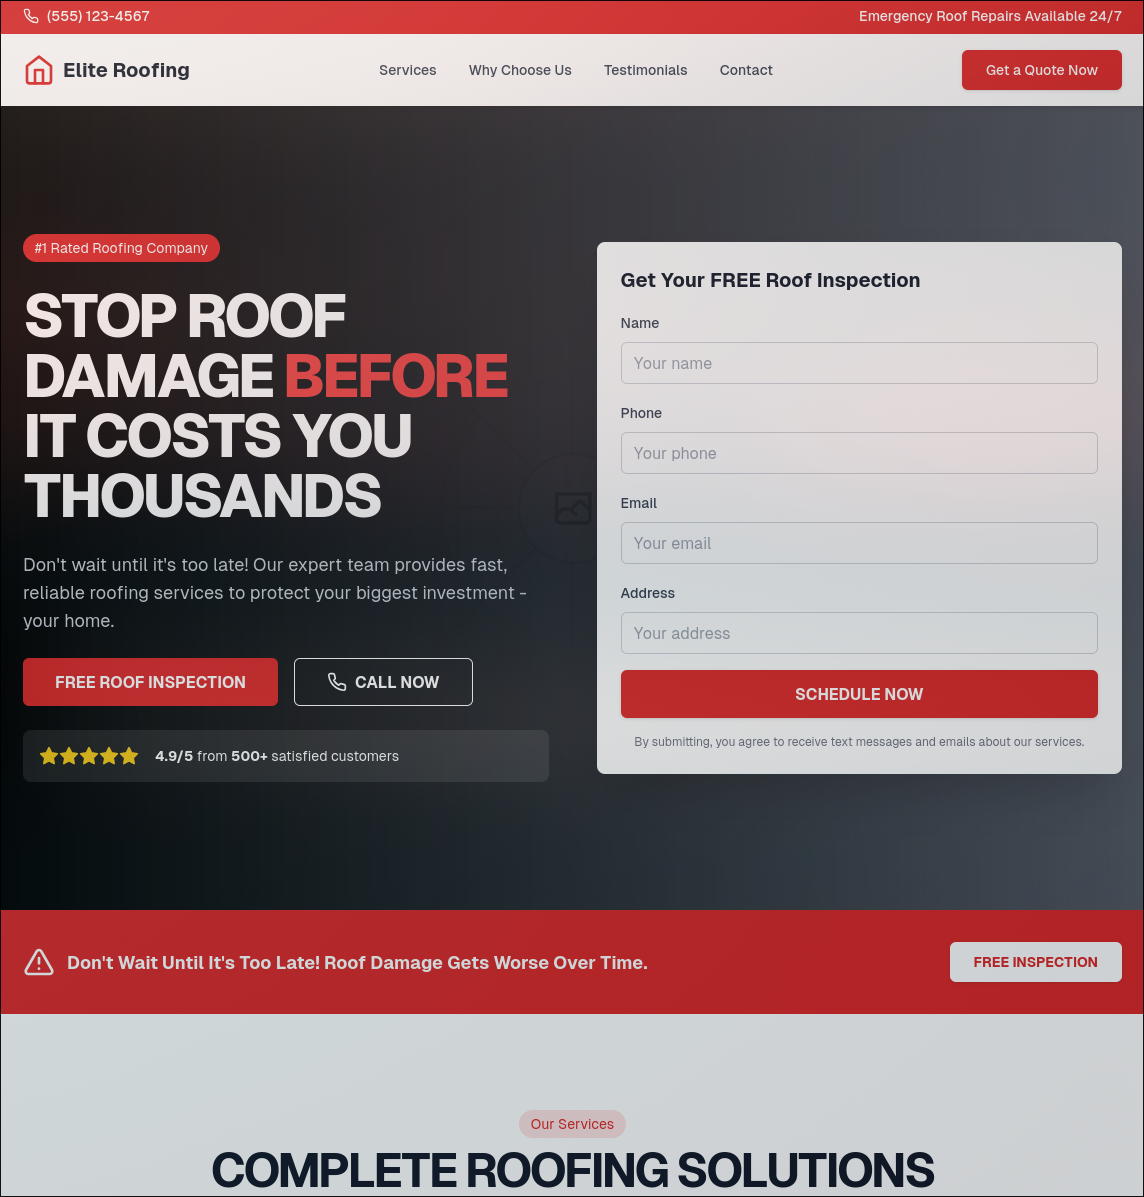 (555) 123-4567
Emergency Roof Repairs Available 24/7
Elite Roofing
Services
Why Choose Us
Testimonials
Contact
Get a Quote Now
#1 Rated Roofing Company
STOP ROOF
DAMAGE BEFORE
IT COSTS YOU
THOUSANDS
Don't wait until it's too late! Our expert team provides fast,
reliable roofing services to protect your biggest investment -
your home.
FREE ROOF INSPECTION
CALL NOW
4.9/5 from 500+ satisfied customers
Get Your FREE Roof Inspection
Name
Your name
Phone
Your phone
Email
Your email
Address
Your address
SCHEDULE NOW
By submitting, you agree to receive text messages and emails about our services.
Don't Wait Until It's Too Late! Roof Damage Gets Worse Over Time.
FREE INSPECTION
Our Services
COMPLETE ROOFING SOLUTIONS